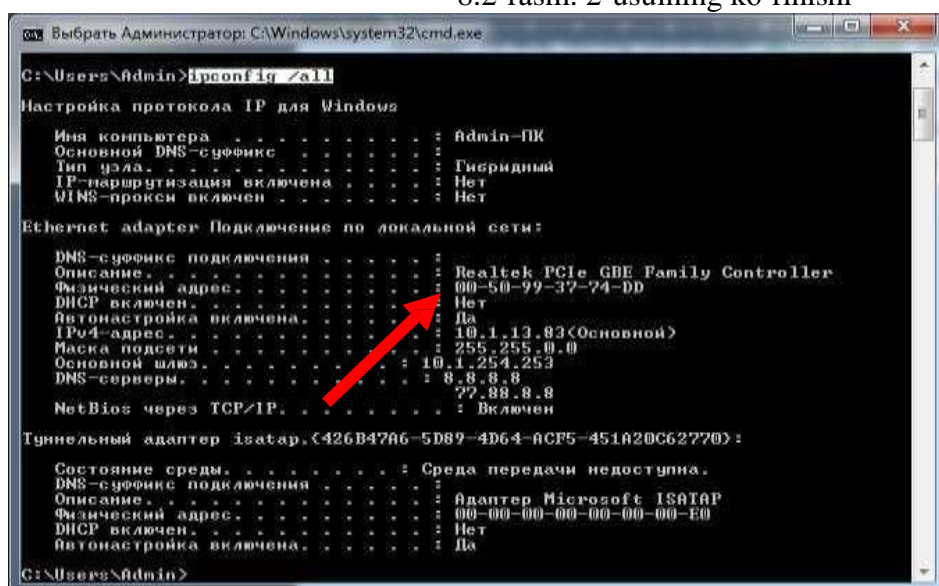 8.2-rasm. 2-usulning ko'rinishi
Выбрать Администратор: C:\Windows\system32\cmd.exe
C:\Users\Admin>ipconfig /all
Настройка протокола IP для Windows
Имя компьютера . . . . . . . . . : Admin-ПК
Основной DNS-суффикс . . . . . . :
Тип узла. . . . . . . . . . . . . : Гибридный
IP-маршрутизация включена . . . . : Нет
WINS-прокси включен . . . . . . . : Нет
Ethernet adapter Подключение по локальной сети:
DNS-суффикс подключения . . . . . :
Описание. . . . . . . . . . . . . : Realtek PCIe GBE Family Controller
Физический адрес. . . . . . . . . : 00-50-99-37-74-DD
DHCP включен. . . . . . . . . . . : Нет
Автонастройка включена. . . . . . : Да
IPv4-адрес. . . . . . . . . . . . : 10.1.13.83(Основной)
Маска подсети . . . . . . . . . . : 255.255.0.0
Основной шлюз. . . . . . . . . : 10.1.254.253
DNS-серверы. . . . . . . . . . . : 8.8.8.8
77.88.8.8
NetBios через TCP/IP. . . . . . . . : Включен
Туннельный адаптер isatap.{426B47A6-5D89-4D64-ACF5-451A20C62770}:
Состояние среды. . . . . . . . : Среда передачи недоступна.
DNS-суффикс подключения . . . . . :
Описание. . . . . . . . . . . . . : Адаптер Microsoft ISATAP
Физический адрес. . . . . . . . . : 00-00-00-00-00-00-00-E0
DHCP включен. . . . . . . . . . . : Нет
Автонастройка включена. . . . . . : Да
C:\Users\Admin>